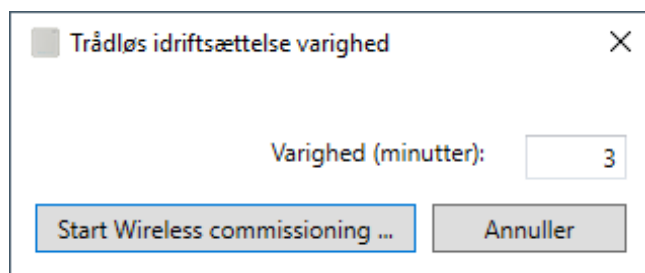 Trådløs idriftsættelse varighed
Varighed (minutter): 3
Start Wireless commissioning ... Annuller